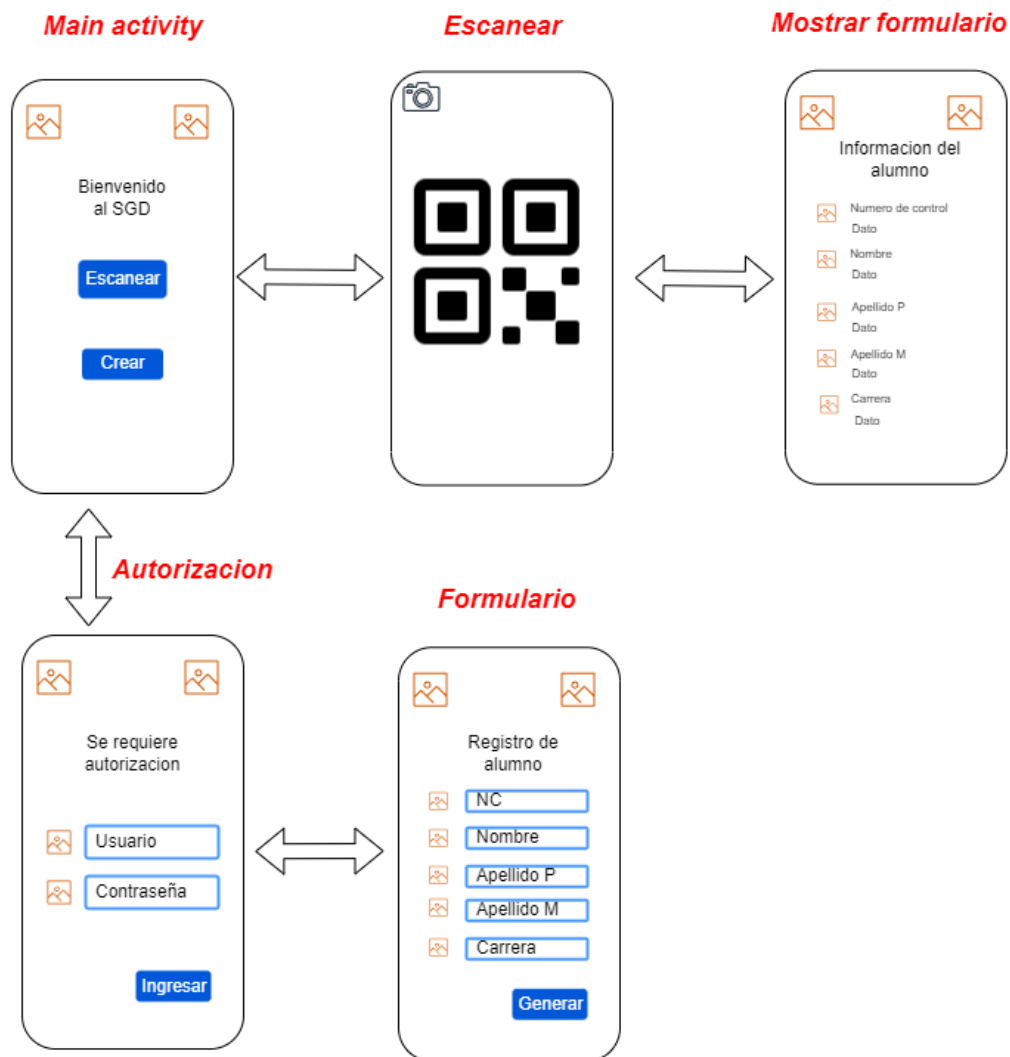 Main activity
Escanear
Mostrar formulario
Bienvenido
al SGD
Escanear
Crear
Informacion del
alumno
Numero de control
Dato
Nombre
Dato
Apellido P
Dato
Apellido M
Dato
Carrera
Dato
Autorizacion
Formulario
Se requiere
autorizacion
Usuario
Contraseña
Ingresar
Registro de
alumno
NC
Nombre
Apellido P
Apellido M
Carrera
Generar